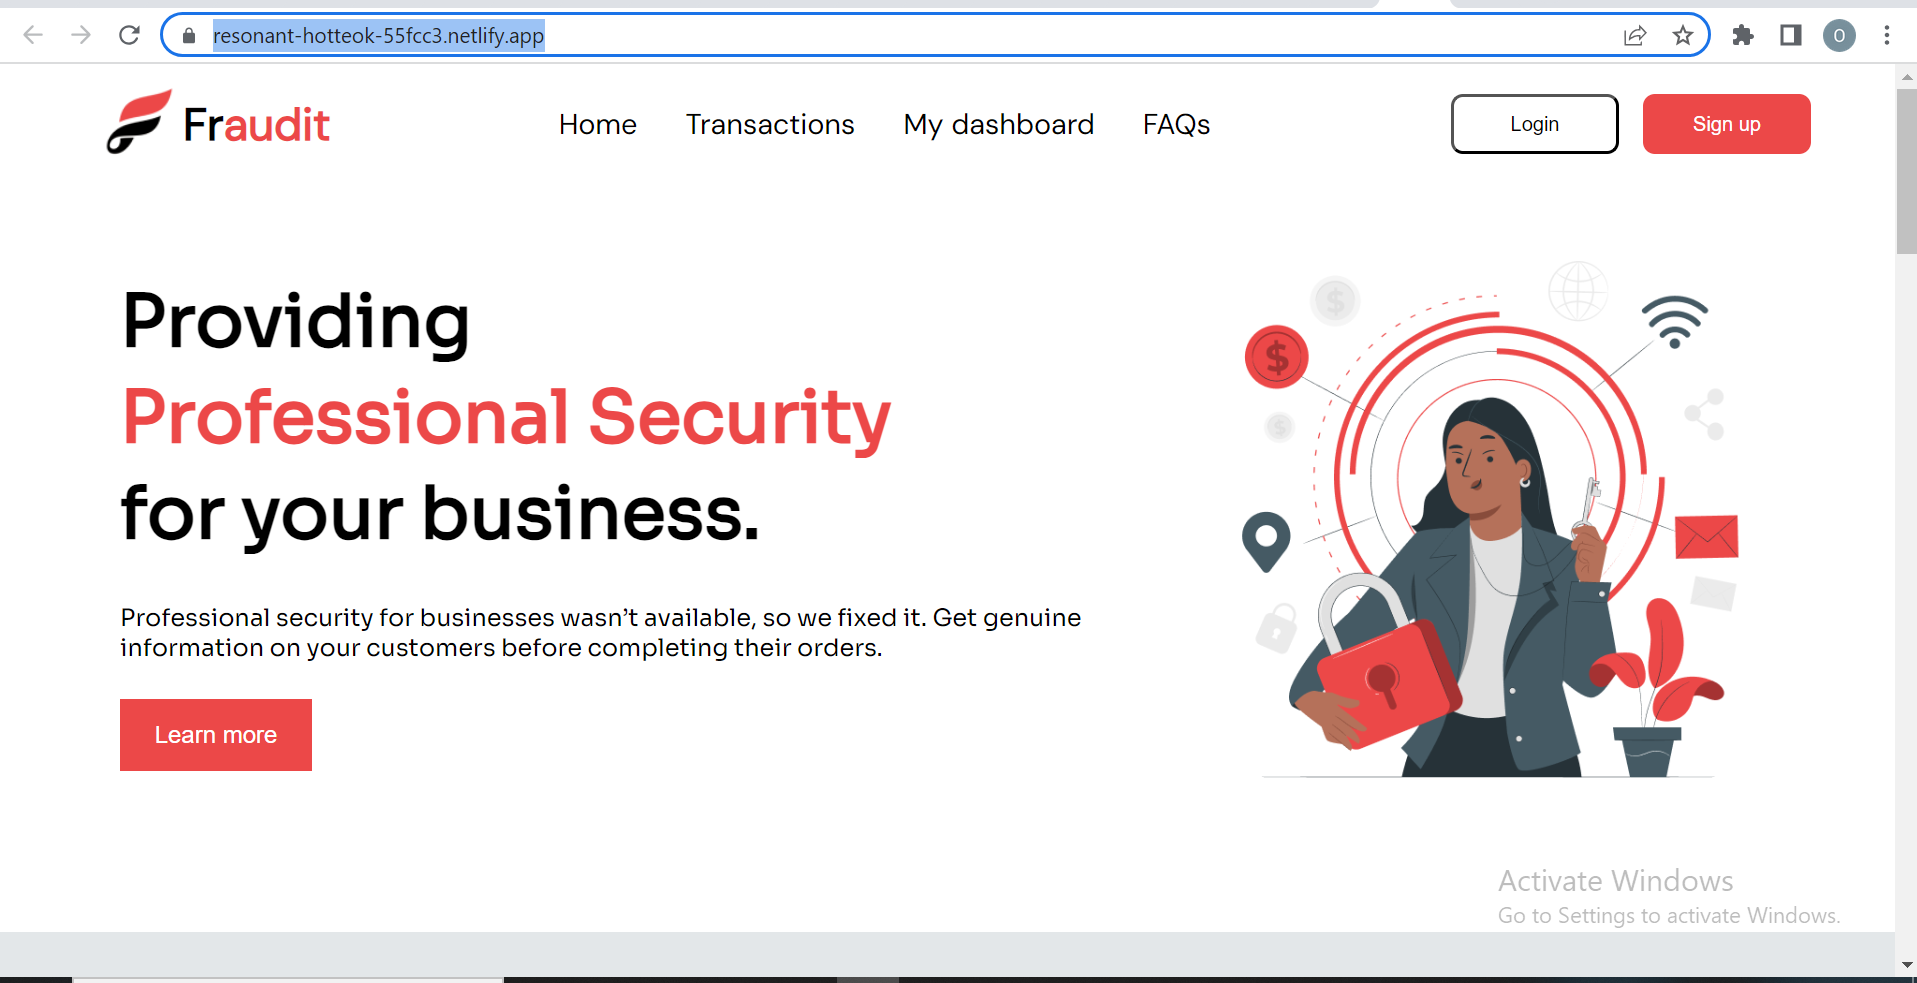 resonant-hotteok-55fcc3.netlify.app
O
Fraudit
Home Transactions My dashboard FAQs
Login
Sign up
Providing
Professional Security
for your business.
Professional security for businesses wasn’t available, so we fixed it. Get genuine
information on your customers before completing their orders.
Learn more
$
$
$
Activate Windows
Go to Settings to activate Windows.